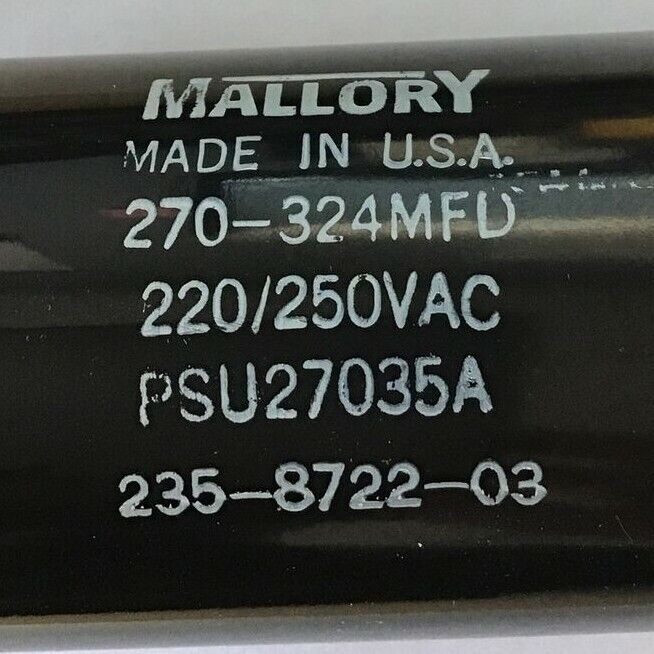 MALLORY
MADE IN U.S.A.
270-324MFD
220/250VAC
PSU27035A
235-8722-03